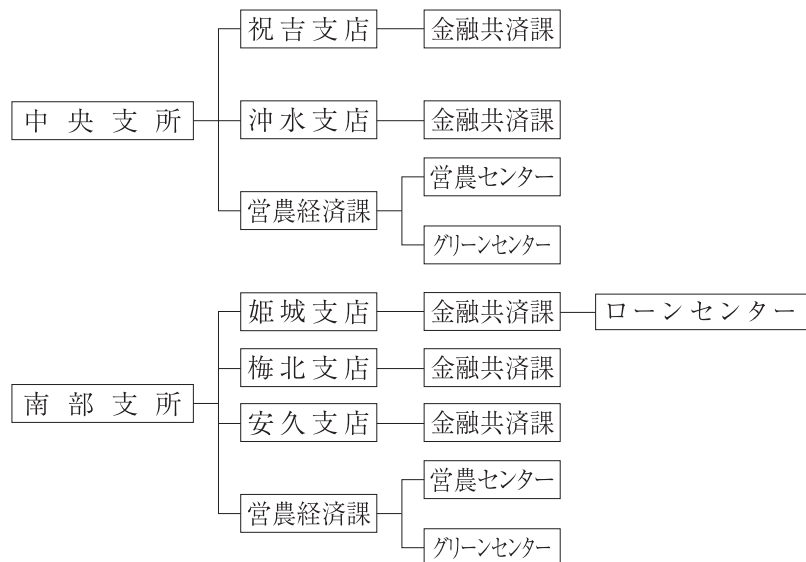 祝吉支店 金融共済課
中央支所 沖水支店 金融共済課
営農センター
営農経済課
グリーンセンター
姫城支店 金融共済課 ローンセンター
梅北支店 金融共済課
南部支所
安久支店 金融共済課
営農センター
営農経済課
グリーンセンター